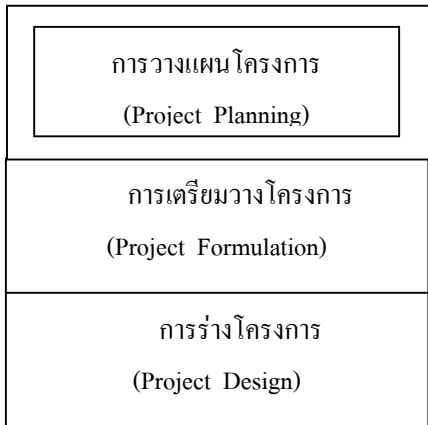 การวางแผนโครงการ
(Project Planning)
การเตรียมวางโครงการ
(Project Formulation)
การร่างโครงการ
(Project Design)